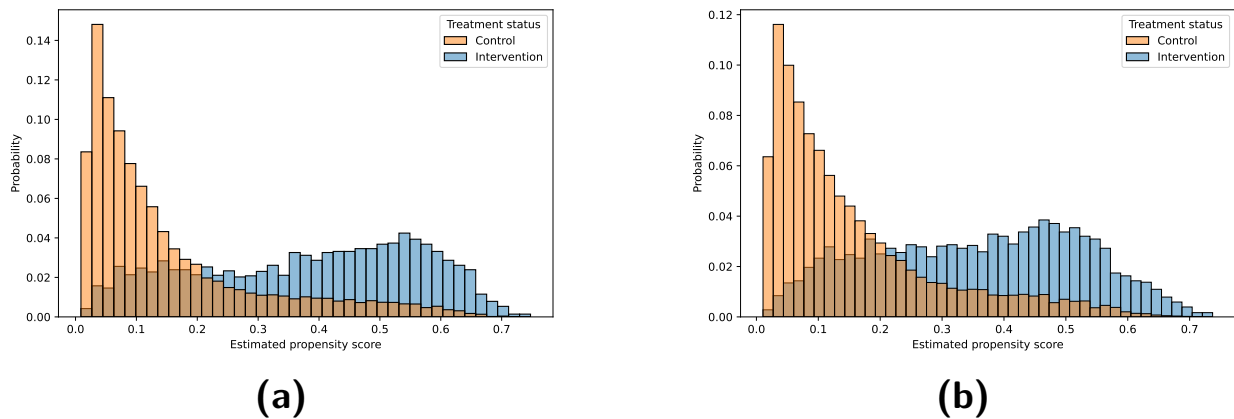 Treatment status
Control
Intervention
Probability
0.14
0.12
0.10
0.08
0.06
0.04
0.02
0.00
0.0 0.1 0.2 0.3 0.4 0.5 0.6 0.7
Estimated propensity score
(a)
Treatment status
Control
Intervention
Probability
0.12
0.10
0.08
0.06
0.04
0.02
0.00
0.0 0.1 0.2 0.3 0.4 0.5 0.6 0.7
Estimated propensity score
(b)